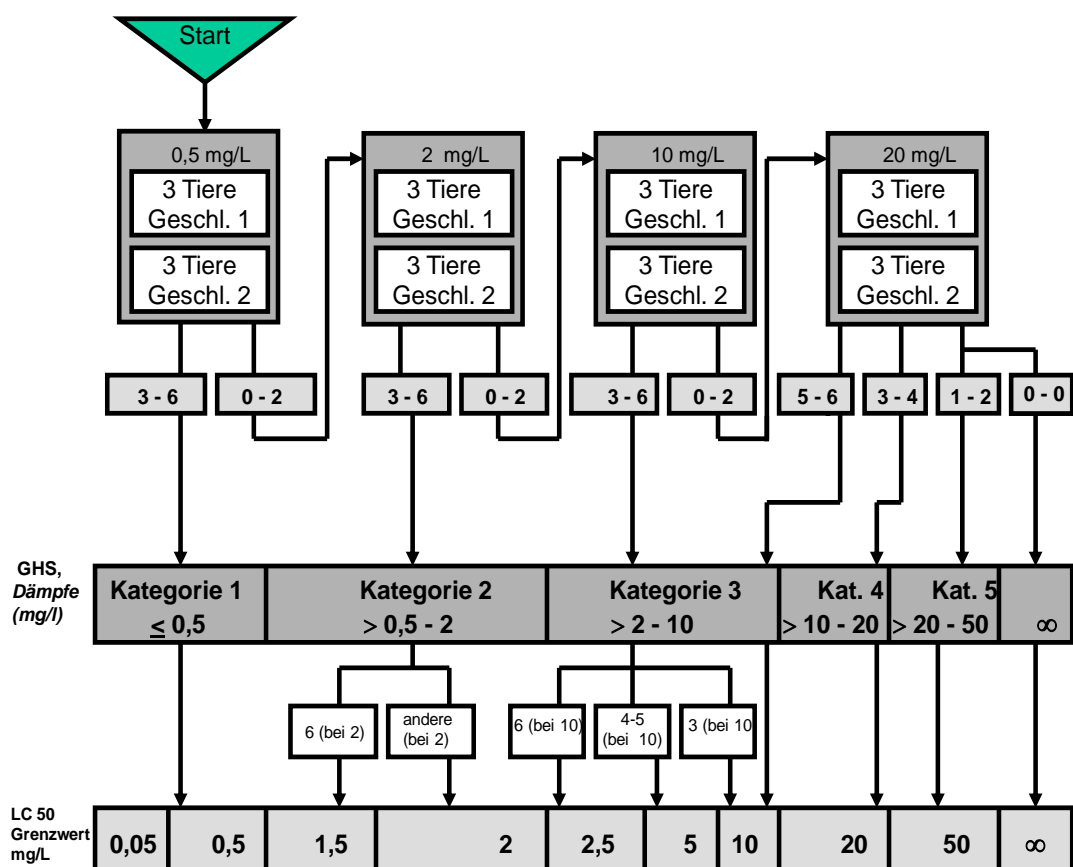 Start
0,5 mg/L
3 Tiere
Geschl. 1
3 Tiere
Geschl. 2
2 mg/L
3 Tiere
Geschl. 1
3 Tiere
Geschl. 2
10 mg/L
3 Tiere
Geschl. 1
3 Tiere
Geschl. 2
20 mg/L
3 Tiere
Geschl. 1
3 Tiere
Geschl. 2
3 - 6
0 - 2
3 - 6
0 - 2
3 - 6
0 - 2
5 - 6
3 - 4
1 - 2
0 - 0
GHS,
Dämpfe
(mg/l)
Kategorie 1
≤ 0,5
Kategorie 2
> 0,5 - 2
Kategorie 3
> 2 - 10
Kat. 4
> 10 - 20
Kat. 5
> 20 - 50
∞
6 (bei 2)
andere
(bei 2)
6 (bei 10)
4-5
(bei 10)
3 (bei 10
LC 50
Grenzwert
mg/L
0,05
0,5
1,5
2
2,5
5
10
20
50
∞